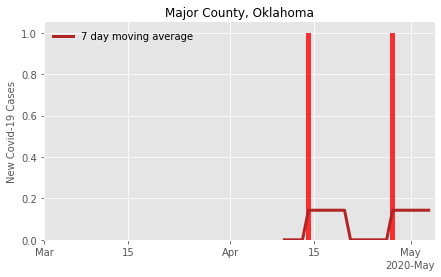 Major County, Oklahoma
7 day moving average
New Covid-19 Cases
1.0
0.8
0.6
0.4
0.2
0.0
Mar 15 Apr 15 May
2020-May